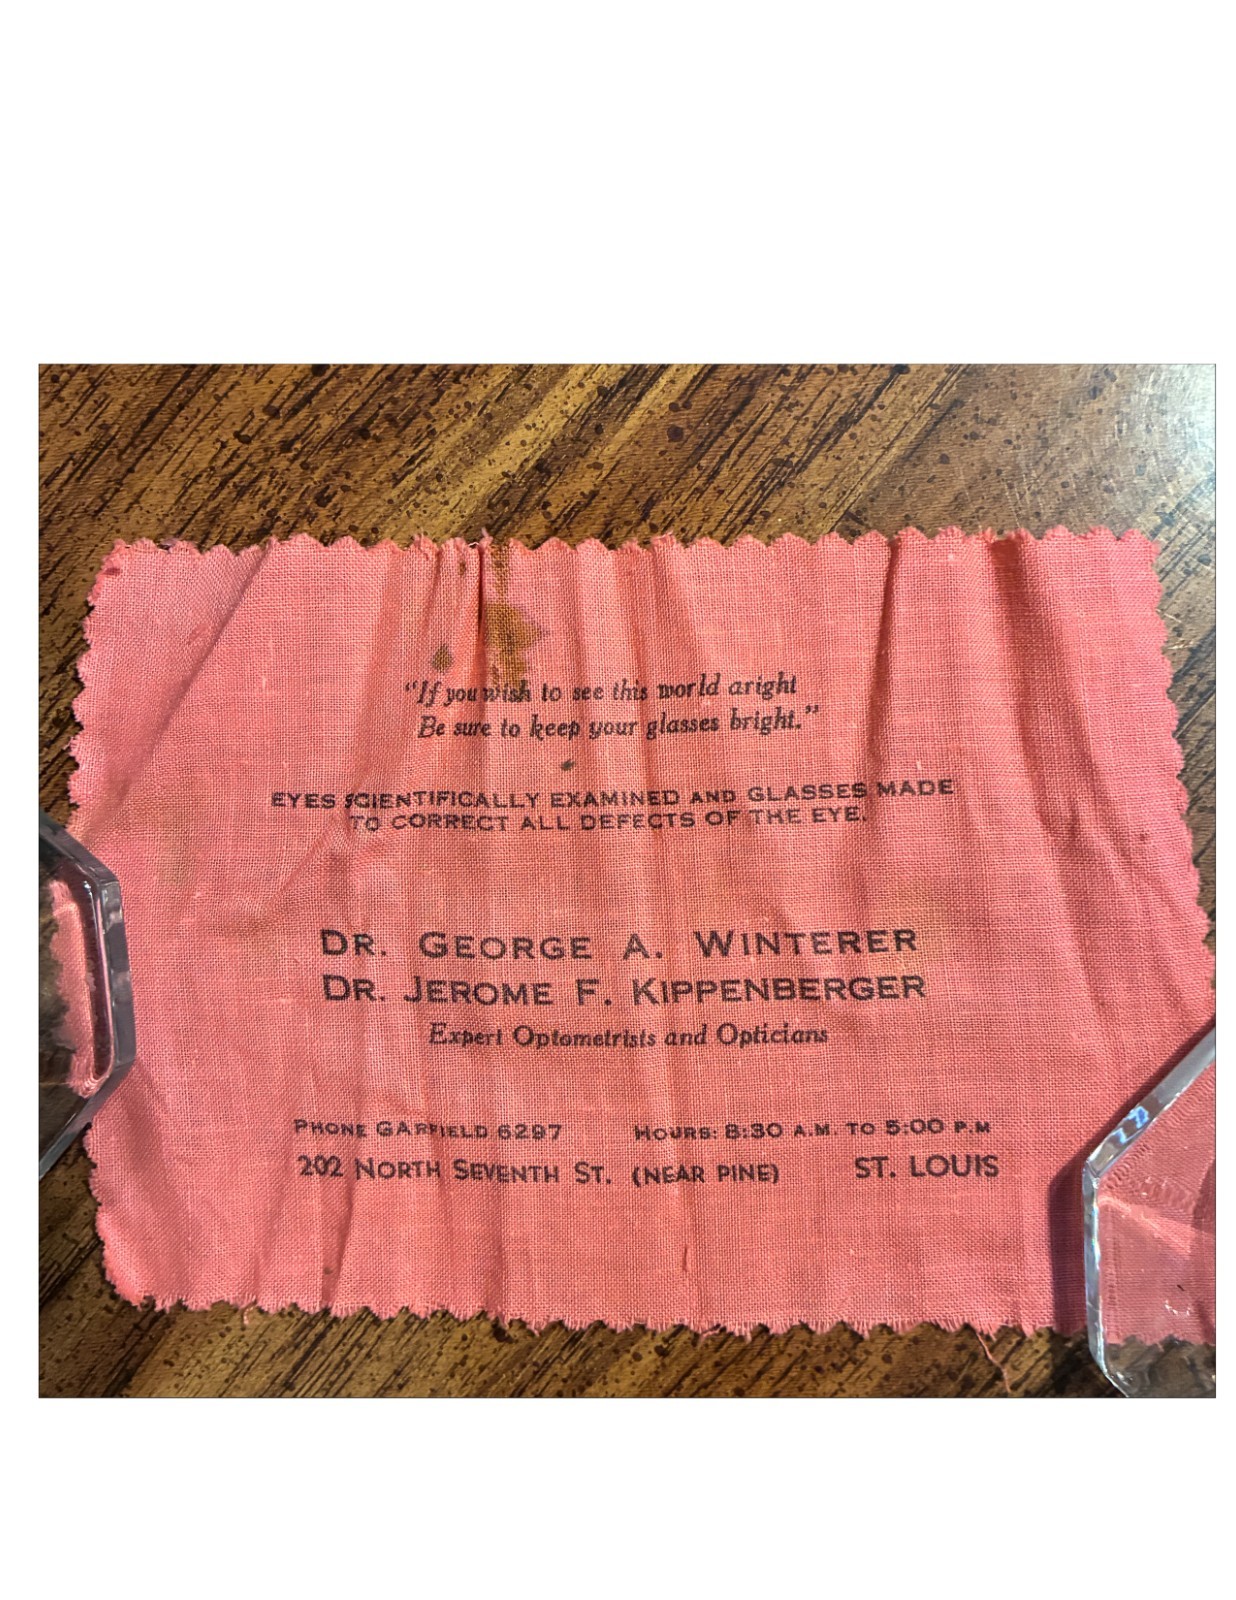 "If you wish to see this world aright
Be sure to keep your glasses bright."
EYES SCIENTIFICALLY EXAMINED AND GLASSES MADE
TO CORRECT ALL DEFECTS OF THE EYE.
DR. GEORGE A. WINTERER
DR. JEROME F. KIPPENBERGER
Expert Optometrists and Opticians
PHONE GARFIELD 6297 HOURS: 8:30 A.M. TO 5:00 P.M
202 NORTH SEVENTH ST. (NEAR PINE) ST. LOUIS